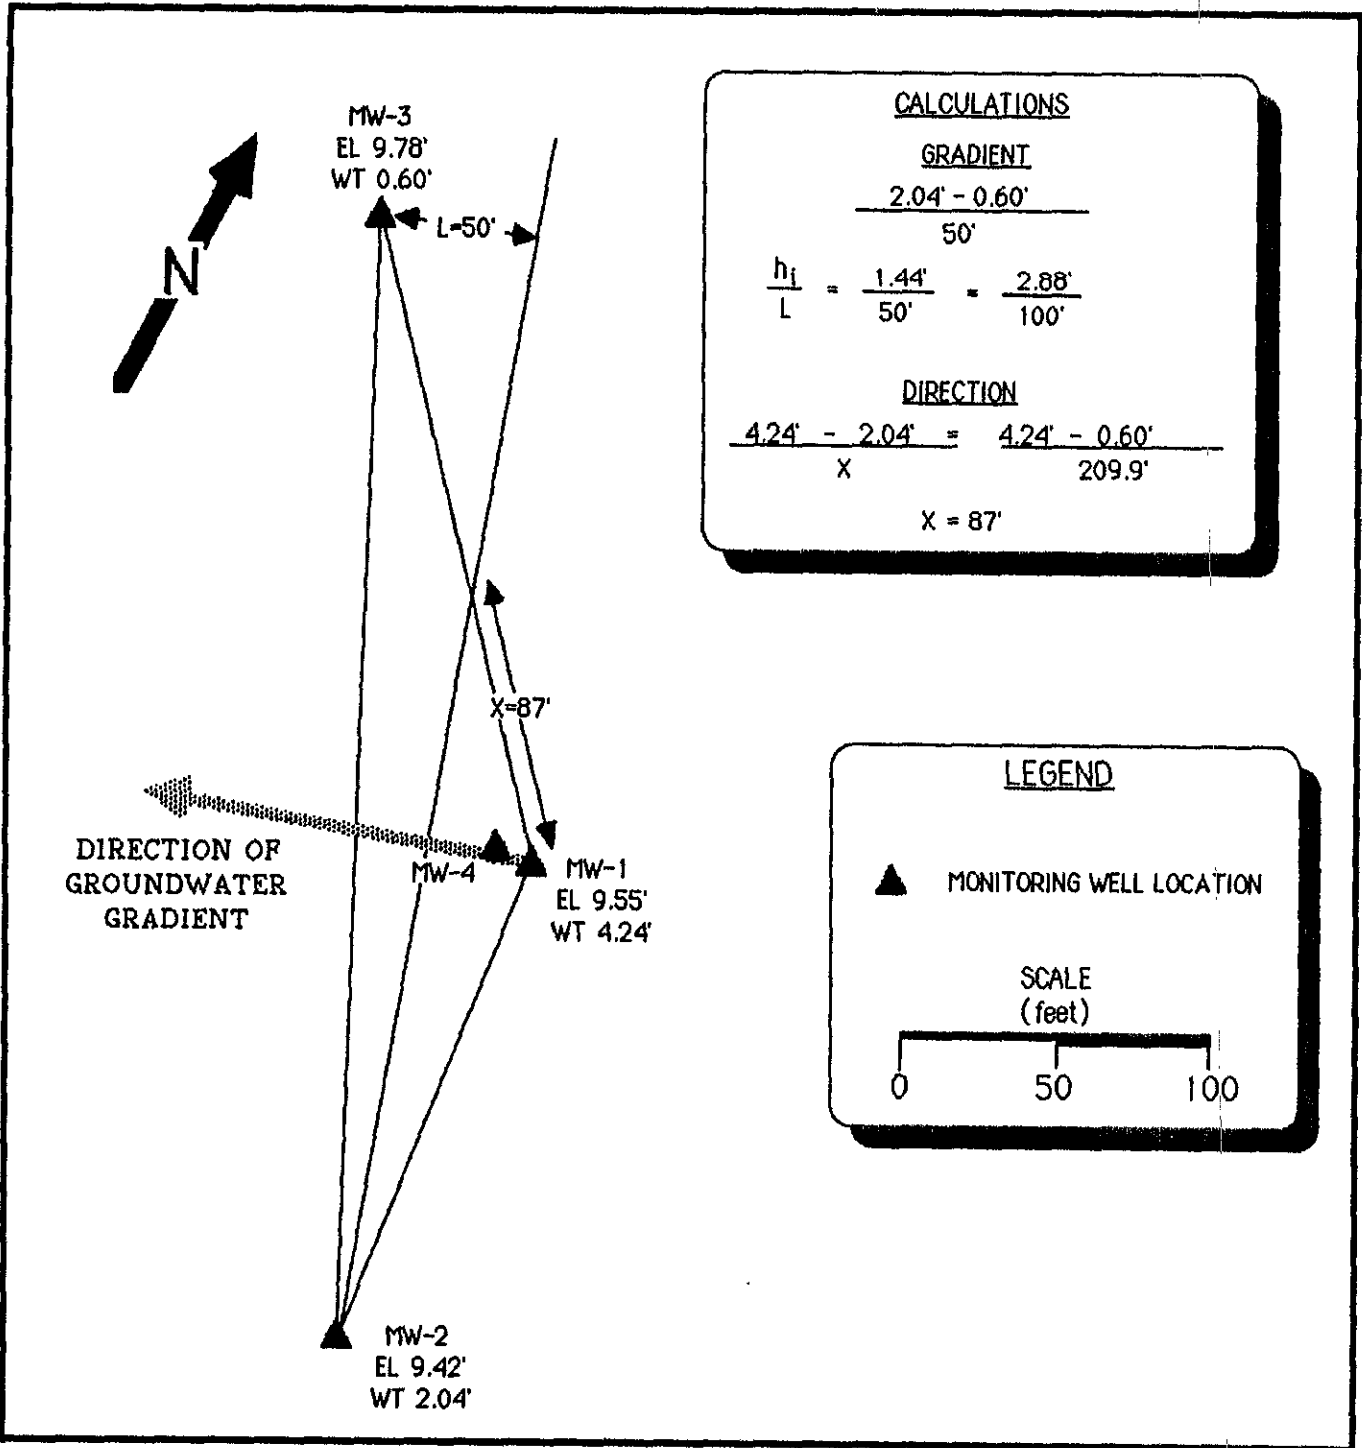 MW-3
EL 9.78'
WT 0.60'
L=50'
N
CALCULATIONS
GRADIENT
2.04' - 0.60'
50'
hi = 1.44' = 2.88'
L 50' 100'
DIRECTION
4.24' - 2.04' = 4.24' - 0.60'
X 209.9'
X = 87'
X=87'
DIRECTION OF
GROUNDWATER
GRADIENT
MW-4
MW-1
EL 9.55'
WT 4.24'
LEGEND
MONITORING WELL LOCATION
SCALE
(feet)
0 50 100
MW-2
EL 9.42'
WT 2.04'